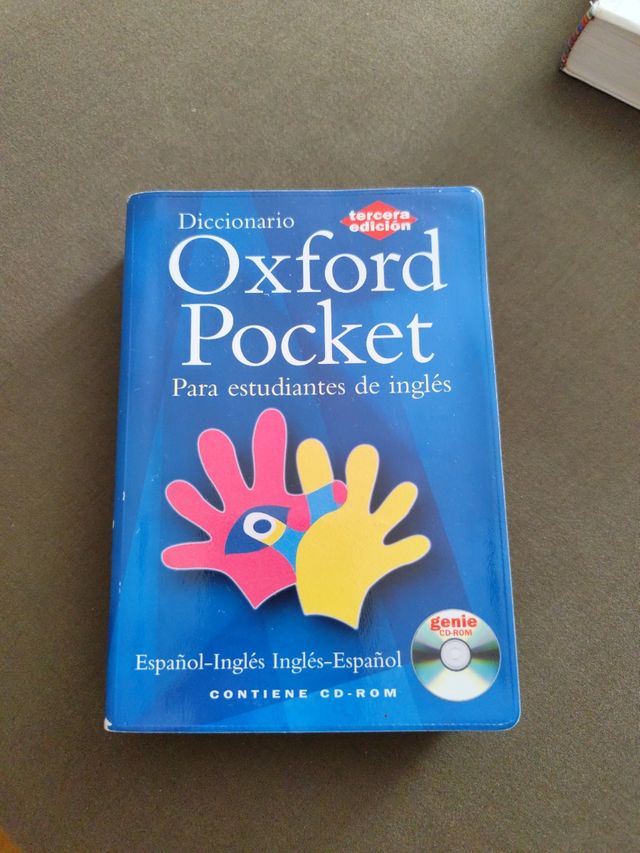 Diccionario
tercera
edición
Oxford
Pocket
Para estudiantes de inglés
genie
CD-ROM
Español-Inglés Inglés-Español
CONTIENE CD-ROM